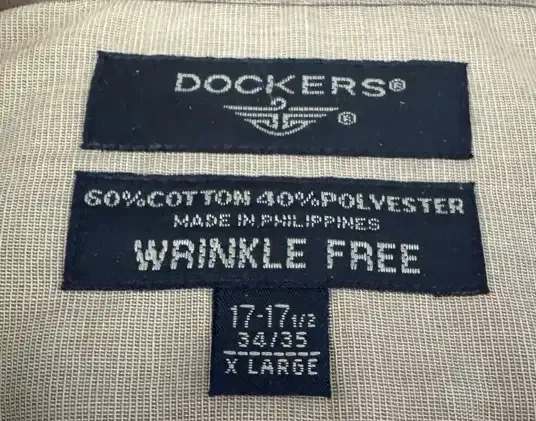 DOCKERS®
®
60%COTTON 40%POLYESTER
MADE IN PHILIPPINES
WRINKLE FREE
17-17 1/2
34/35
X LARGE